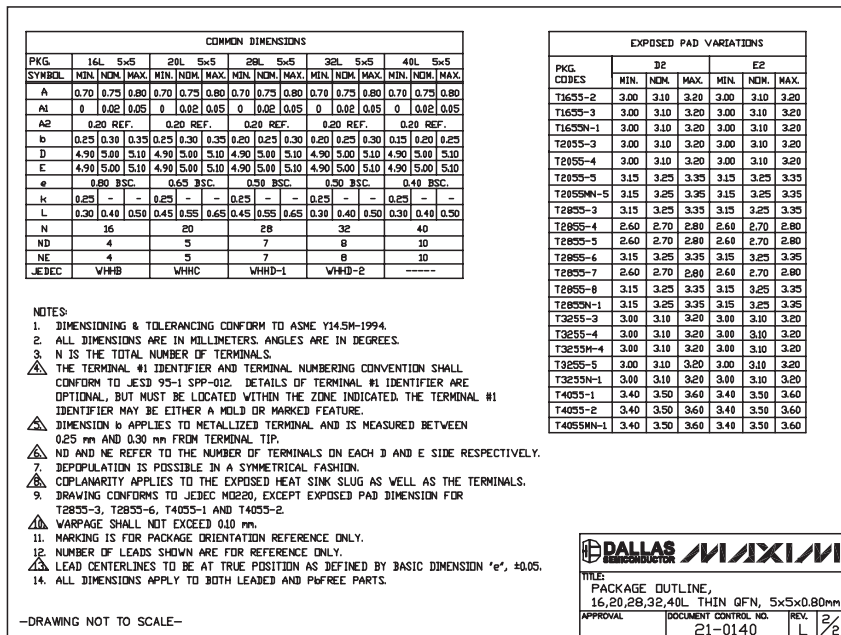 COMMON DIMENSIONS
PKG. 16L 5x5 20L 5x5 28L 5x5 32L 5x5 40L 5x5
SYMBOL MIN. NOM. MAX. MIN. NOM. MAX. MIN. NOM. MAX. MIN. NOM. MAX. MIN. NOM. MAX.
A 0.70 0.75 0.80 0.70 0.75 0.80 0.70 0.75 0.80 0.70 0.75 0.80 0.70 0.75 0.80
A1 0 0.02 0.05 0 0.02 0.05 0 0.02 0.05 0 0.02 0.05 0 0.02 0.05
A2 0.20 REF. 0.20 REF. 0.20 REF. 0.20 REF. 0.20 REF.
b 0.25 0.30 0.35 0.25 0.30 0.35 0.20 0.25 0.30 0.20 0.25 0.30 0.15 0.20 0.25
D 4.90 5.00 5.10 4.90 5.00 5.10 4.90 5.00 5.10 4.90 5.00 5.10 4.90 5.00 5.10
E 4.90 5.00 5.10 4.90 5.00 5.10 4.90 5.00 5.10 4.90 5.00 5.10 4.90 5.00 5.10
e 0.80 BSC. 0.65 BSC. 0.50 BSC. 0.50 BSC. 0.40 BSC.
k 0.25 - - 0.25 - - 0.25 - - 0.25 - - 0.25 - -
L 0.30 0.40 0.50 0.45 0.55 0.65 0.45 0.55 0.65 0.30 0.40 0.50 0.30 0.40 0.50
N 16 20 28 32 40
ND 4 5 7 8 10
NE 4 5 7 8 10
JEDEC WHHB WHHC WHHD-1 WHHD-2 -----
EXPOSED PAD VARIATIONS
PKG. CODES D2 E2
MIN. NOM. MAX. MIN. NOM. MAX.
T1655-2 3.00 3.10 3.20 3.00 3.10 3.20
T1655-3 3.00 3.10 3.20 3.00 3.10 3.20
T1655N-1 3.00 3.10 3.20 3.00 3.10 3.20
T2055-3 3.00 3.10 3.20 3.00 3.10 3.20
T2055-4 3.00 3.10 3.20 3.00 3.10 3.20
T2055-5 3.15 3.25 3.35 3.15 3.25 3.35
T2055MN-5 3.15 3.25 3.35 3.15 3.25 3.35
T2855-3 3.15 3.25 3.35 3.15 3.25 3.35
T2855-4 2.60 2.70 2.80 2.60 2.70 2.80
T2855-5 2.60 2.70 2.80 2.60 2.70 2.80
T2855-6 3.15 3.25 3.35 3.15 3.25 3.35
T2855-7 2.60 2.70 2.80 2.60 2.70 2.80
T2855-8 3.15 3.25 3.35 3.15 3.25 3.35
T2855N-1 3.15 3.25 3.35 3.15 3.25 3.35
T3255-3 3.00 3.10 3.20 3.00 3.10 3.20
T3255-4 3.00 3.10 3.20 3.00 3.10 3.20
T3255M-4 3.00 3.10 3.20 3.00 3.10 3.20
T3255-5 3.00 3.10 3.20 3.00 3.10 3.20
T3255N-1 3.00 3.10 3.20 3.00 3.10 3.20
T4055-1 3.40 3.50 3.60 3.40 3.50 3.60
T4055-2 3.40 3.50 3.60 3.40 3.50 3.60
T4055MN-1 3.40 3.50 3.60 3.40 3.50 3.60
NOTES:
1. DIMENSIONING & TOLERANCING CONFORM TO ASME Y14.5M-1994.
2. ALL DIMENSIONS ARE IN MILLIMETERS. ANGLES ARE IN DEGREES.
3. N IS THE TOTAL NUMBER OF TERMINALS.
4. THE TERMINAL #1 IDENTIFIER AND TERMINAL NUMBERING CONVENTION SHALL
CONFORM TO JESD 95-1 SPP-012. DETAILS OF TERMINAL #1 IDENTIFIER ARE
OPTIONAL, BUT MUST BE LOCATED WITHIN THE ZONE INDICATED. THE TERMINAL #1
IDENTIFIER MAY BE EITHER A MOLD OR MARKED FEATURE.
5. DIMENSION b APPLIES TO METALLIZED TERMINAL AND IS MEASURED BETWEEN
0.25 mm AND 0.30 mm FROM TERMINAL TIP.
6. ND AND NE REFER TO THE NUMBER OF TERMINALS ON EACH D AND E SIDE RESPECTIVELY.
7. DEPOPULATION IS POSSIBLE IN A SYMMETRICAL FASHION.
8. COPLANARITY APPLIES TO THE EXPOSED HEAT SINK SLUG AS WELL AS THE TERMINALS.
9. DRAWING CONFORMS TO JEDEC MO220, EXCEPT EXPOSED PAD DIMENSION FOR
T2855-3, T2855-6, T4055-1 AND T4055-2.
10. WARPAGE SHALL NOT EXCEED 0.10 mm.
11. MARKING IS FOR PACKAGE ORIENTATION REFERENCE ONLY.
12. NUMBER OF LEADS SHOWN ARE FOR REFERENCE ONLY.
13. LEAD CENTERLINES TO BE AT TRUE POSITION AS DEFINED BY BASIC DIMENSION "e", ±0.05.
14. ALL DIMENSIONS APPLY TO BOTH LEADED AND PbFREE PARTS.
-DRAWING NOT TO SCALE-
DALLAS SEMICONDUCTOR MAXIM
TITLE:
PACKAGE OUTLINE,
16,20,28,32,40L THIN QFN, 5x5x0.80mm
APPROVAL DOCUMENT CONTROL NO. REV.
21-0140 L 2/2